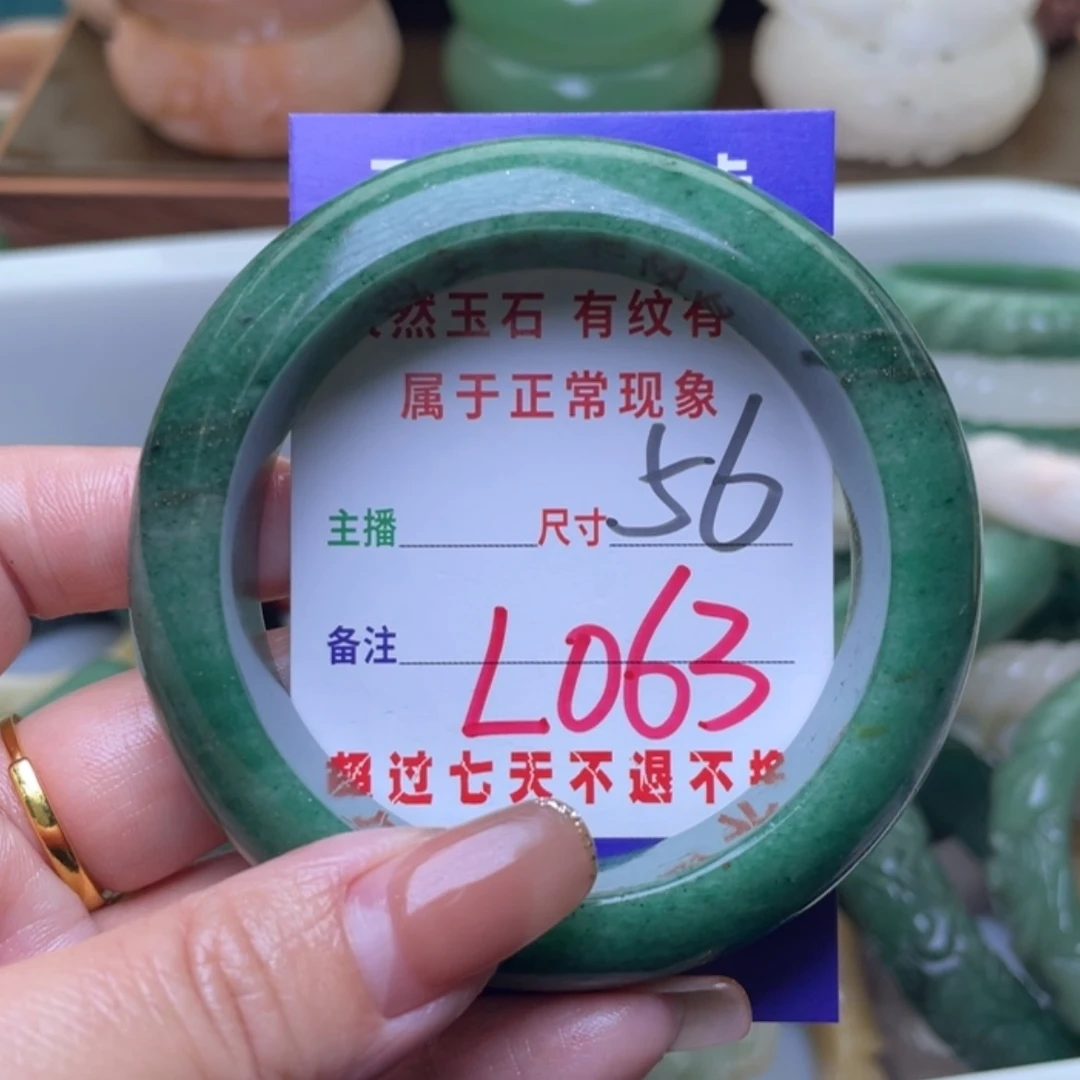 然玉石 有纹有
属于正常现象
主播 尺寸 56
备注 L063
超过七天不退不换